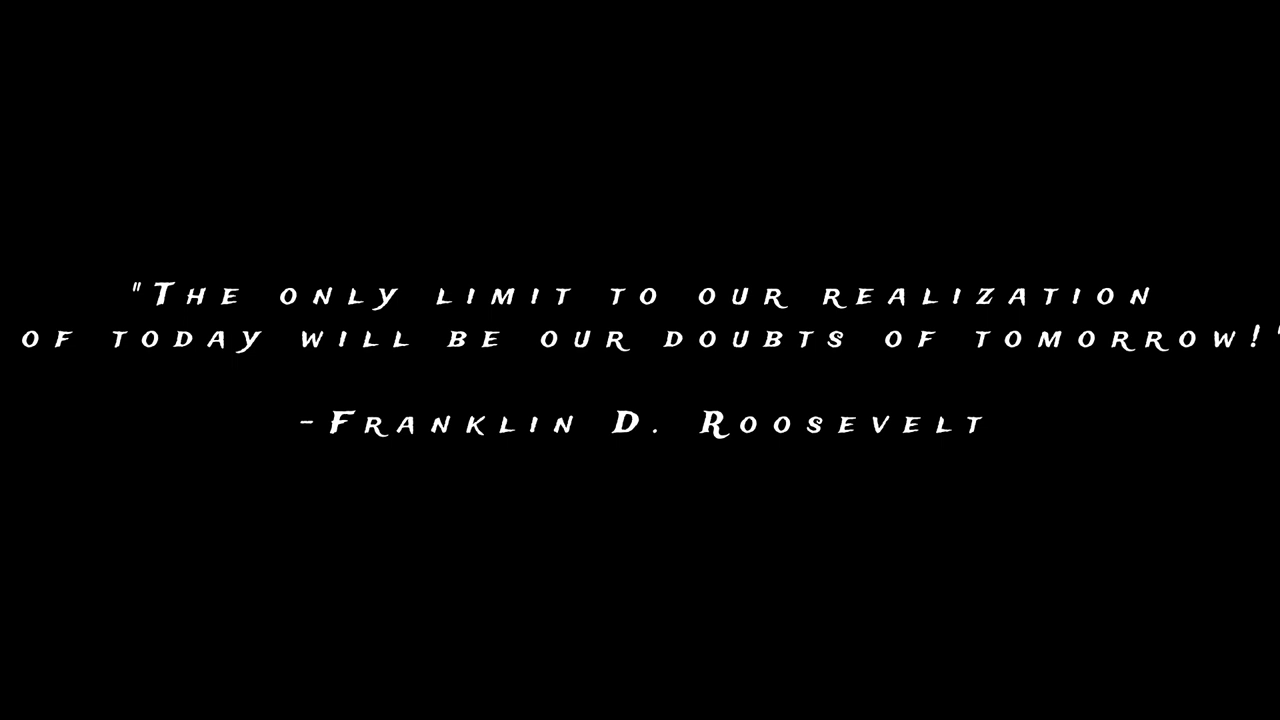 "The only limit to our realization
of today will be our doubts of tomorrow!"
-Franklin D. Roosevelt